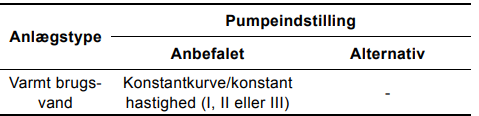 Anlægstype
Pumpeindstilling
Anbefalet
Alternativ
Varmt brugs-
vand
Konstantkurve/konstant
hastighed (I, II eller III)
-